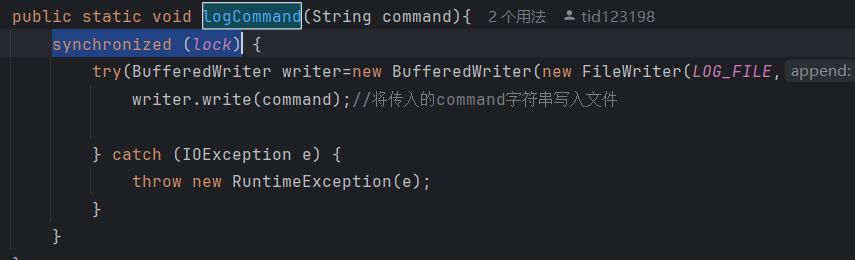 public static void logCommand(String command){ 2个用法 tid123198
synchronized (lock) {
try(BufferedWriter writer=new BufferedWriter(new FileWriter(LOG_FILE, append:
writer.write(command);//将传入的command字符串写入文件
} catch (IOException e) {
throw new RuntimeException(e);
}
}